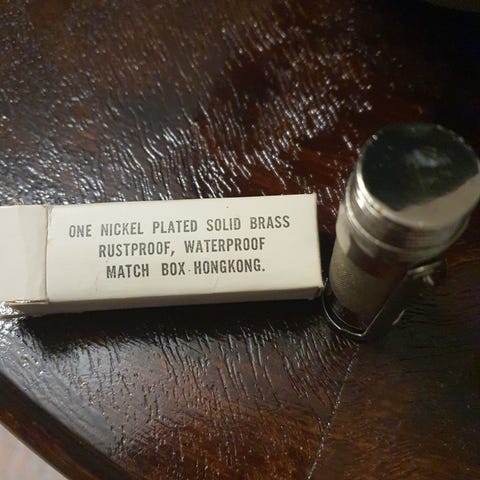 ONE NICKEL PLATED SOLID BRASS
RUSTPROOF, WATERPROOF
MATCH BOX HONGKONG.